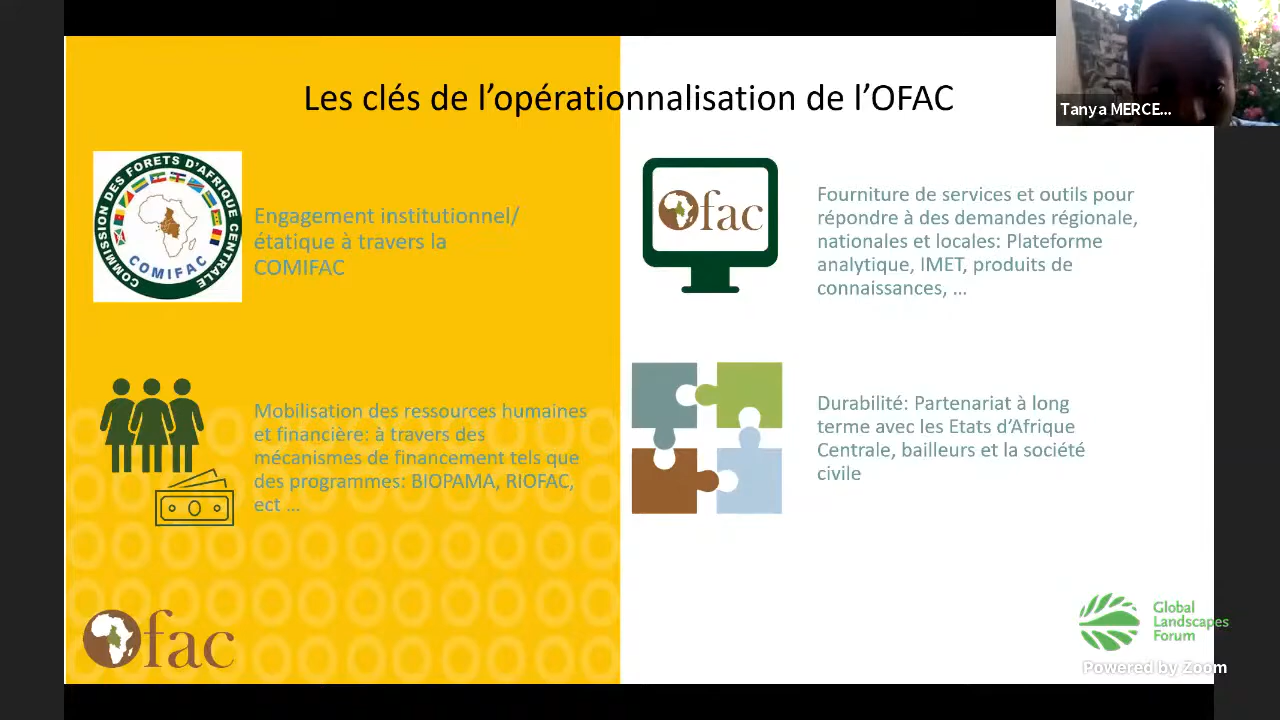 Les clés de l'opérationnalisation de l'OFAC
Tanya MERCE...
COMMISSION DES FORETS D'AFRIQUE CENTRALE
COMIFAC
Engagement institutionnel/
étatique à travers la
COMIFAC
Ofac
Fourniture de services et outils pour
répondre à des demandes régionale,
nationales et locales: Plateforme
analytique, IMET, produits de
connaissances, ...
Mobilisation des ressources humaines
et financière: à travers des
mécanismes de financement tels que
des programmes: BIOPAMA, RIOFAC,
ect ...
Durabilité: Partenariat à long
terme avec les Etats d'Afrique
Centrale, bailleurs et la société
civile
Ofac
Global
Landscapes
Forum
Powered by Zoom